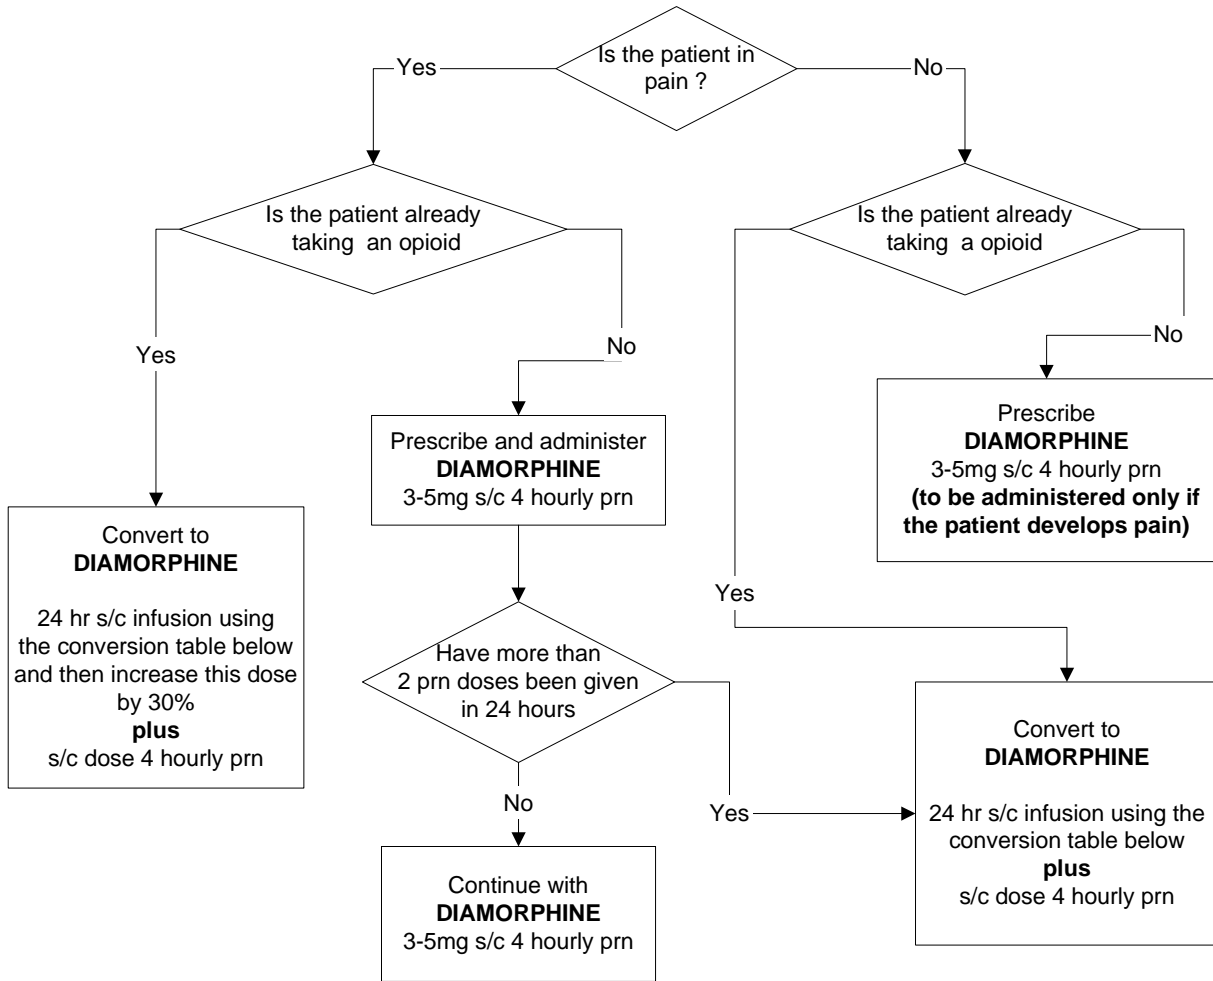 Is the patient in
pain ?
Yes
No
Is the patient already
taking an opioid
Is the patient already
taking a opioid
Yes
No
No
Prescribe and administer
DIAMORPHINE
3-5mg s/c 4 hourly prn
Prescribe
DIAMORPHINE
3-5mg s/c 4 hourly prn
(to be administered only if
the patient develops pain)
Convert to
DIAMORPHINE
24 hr s/c infusion using
the conversion table below
and then increase this dose
by 30%
plus
s/c dose 4 hourly prn
Yes
Have more than
2 prn doses been given
in 24 hours
No
Yes
Convert to
DIAMORPHINE
24 hr s/c infusion using the
conversion table below
plus
s/c dose 4 hourly prn
Continue with
DIAMORPHINE
3-5mg s/c 4 hourly prn